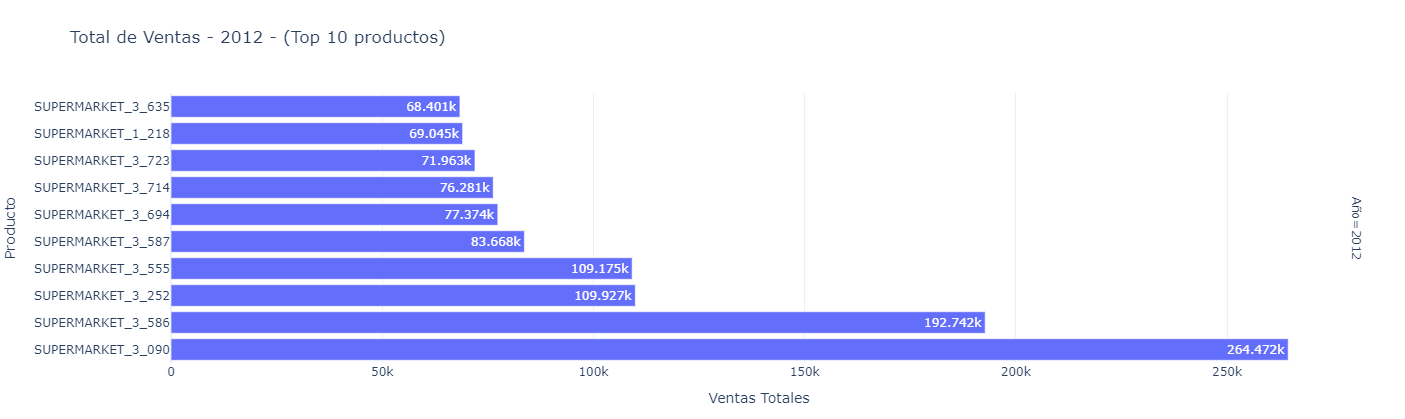 Total de Ventas - 2012 - (Top 10 productos)
Producto
SUPERMARKET_3_635 68.401k
SUPERMARKET_1_218 69.045k
SUPERMARKET_3_723 71.963k
SUPERMARKET_3_714 76.281k
SUPERMARKET_3_694 77.374k
SUPERMARKET_3_587 83.668k
SUPERMARKET_3_555 109.175k
SUPERMARKET_3_252 109.927k
SUPERMARKET_3_586 192.742k
SUPERMARKET_3_090 264.472k
Año=2012
0 50k 100k 150k 200k 250k
Ventas Totales